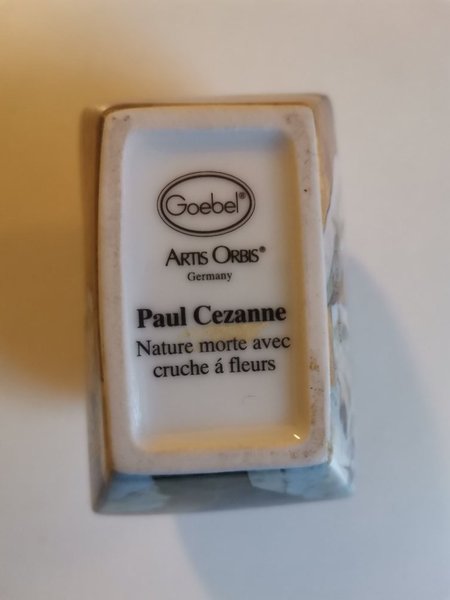 Goebel®
ARTIS ORBIS®
Germany
Paul Cezanne
Nature morte avec
cruche á fleurs